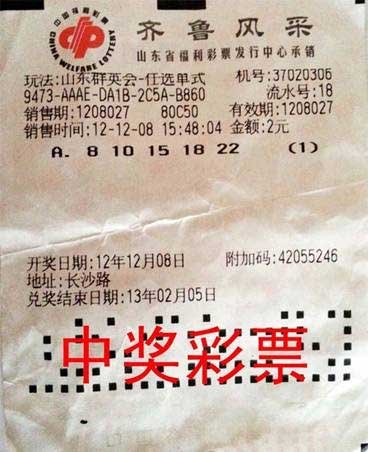 中国福利彩票
CHINA WELFARE LOTTERY
齐鲁风采
山东省福利彩票发行中心承销
玩法:山东群英会-任选单式 机号:37020306
9473-AAAE-DA1B-2C5A-B860 流水号:18
销售期:1208027 80C50 有效期:1208027
销售时间:12-12-08 15:48:04 金额:2元
A. 8 10 15 18 22 (1)
开奖日期:12年12月08日 附加码:42055246
地址:长沙路
兑奖结束日期:13年02月05日
中奖彩票